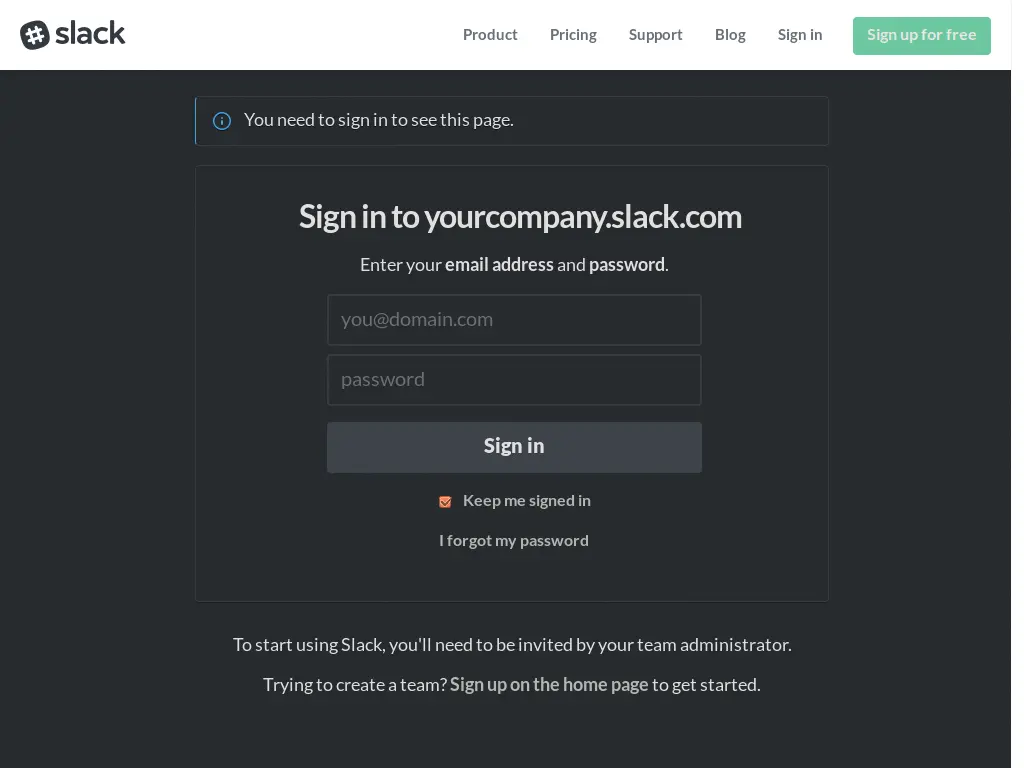 slack
Product
Pricing
Support
Blog
Sign in
Sign up for free
You need to sign in to see this page.
Sign in to yourcompany.slack.com
Enter your email address and password.
you@domain.com
password
Sign in
Keep me signed in
I forgot my password
To start using Slack, you'll need to be invited by your team administrator.
Trying to create a team? Sign up on the home page to get started.